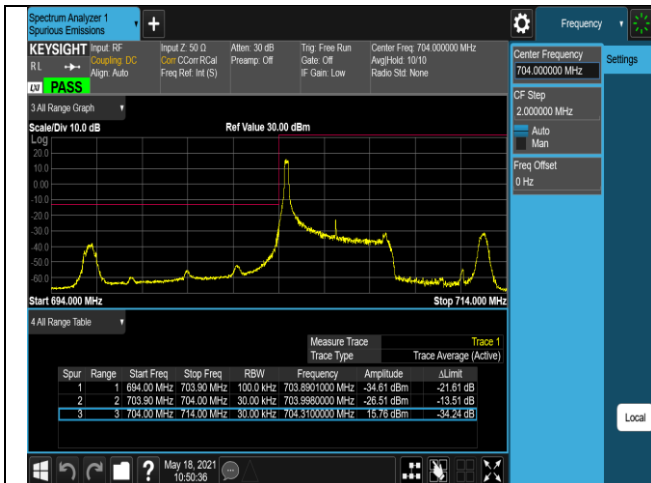 Spectrum Analyzer 1
Spurious Emissions
Frequency
KEYSIGHT
RL
Input: RF
Coupling: DC
Align: Auto
Input Z: 50 Ω
Corr CCorr RCal
Freq Ref: Int (S)
Atten: 30 dB
Preamp: Off
Trig: Free Run
Gate: Off
IF Gain: Low
Center Freq: 704.000000 MHz
Avg|Hold: 10/10
Radio Std: None
LXI PASS
Center Frequency
704.000000 MHz
Settings
CF Step
2.000000 MHz
Auto
Man
Freq Offset
0 Hz
3 All Range Graph
Scale/Div 10.0 dB Ref Value 30.00 dBm
Log
20.0
10.0
0.00
-10.0
-20.0
-30.0
-40.0
-50.0
-60.0
Start 694.000 MHz Stop 714.000 MHz
4 All Range Table
Measure Trace Trace 1
Trace Type Trace Average (Active)
Spur Range Start Freq Stop Freq RBW Frequency Amplitude ΔLimit
1 1 694.00 MHz 703.90 MHz 100.0 kHz 703.8901000 MHz -34.61 dBm -21.61 dB
2 2 703.90 MHz 704.00 MHz 30.00 kHz 703.9980000 MHz -26.51 dBm -13.51 dB
3 3 704.00 MHz 714.00 MHz 30.00 kHz 704.3100000 MHz 15.76 dBm -34.24 dB
Local
?
May 18, 2021
10:50:36